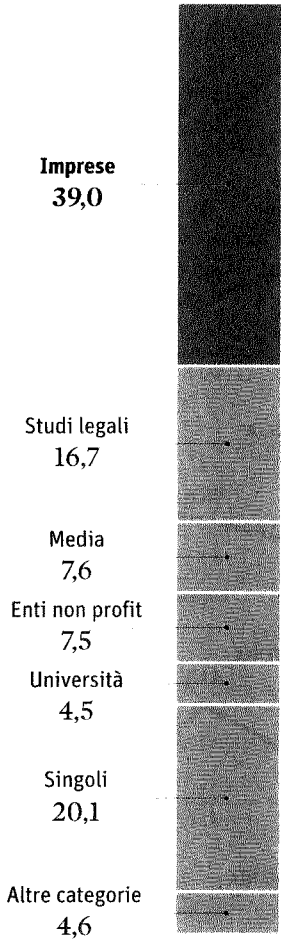 Imprese
39,0
Studi legali
16,7
Media
7,6
Enti non profit
7,5
Università
4,5
Singoli
20,1
Altre categorie
4,6